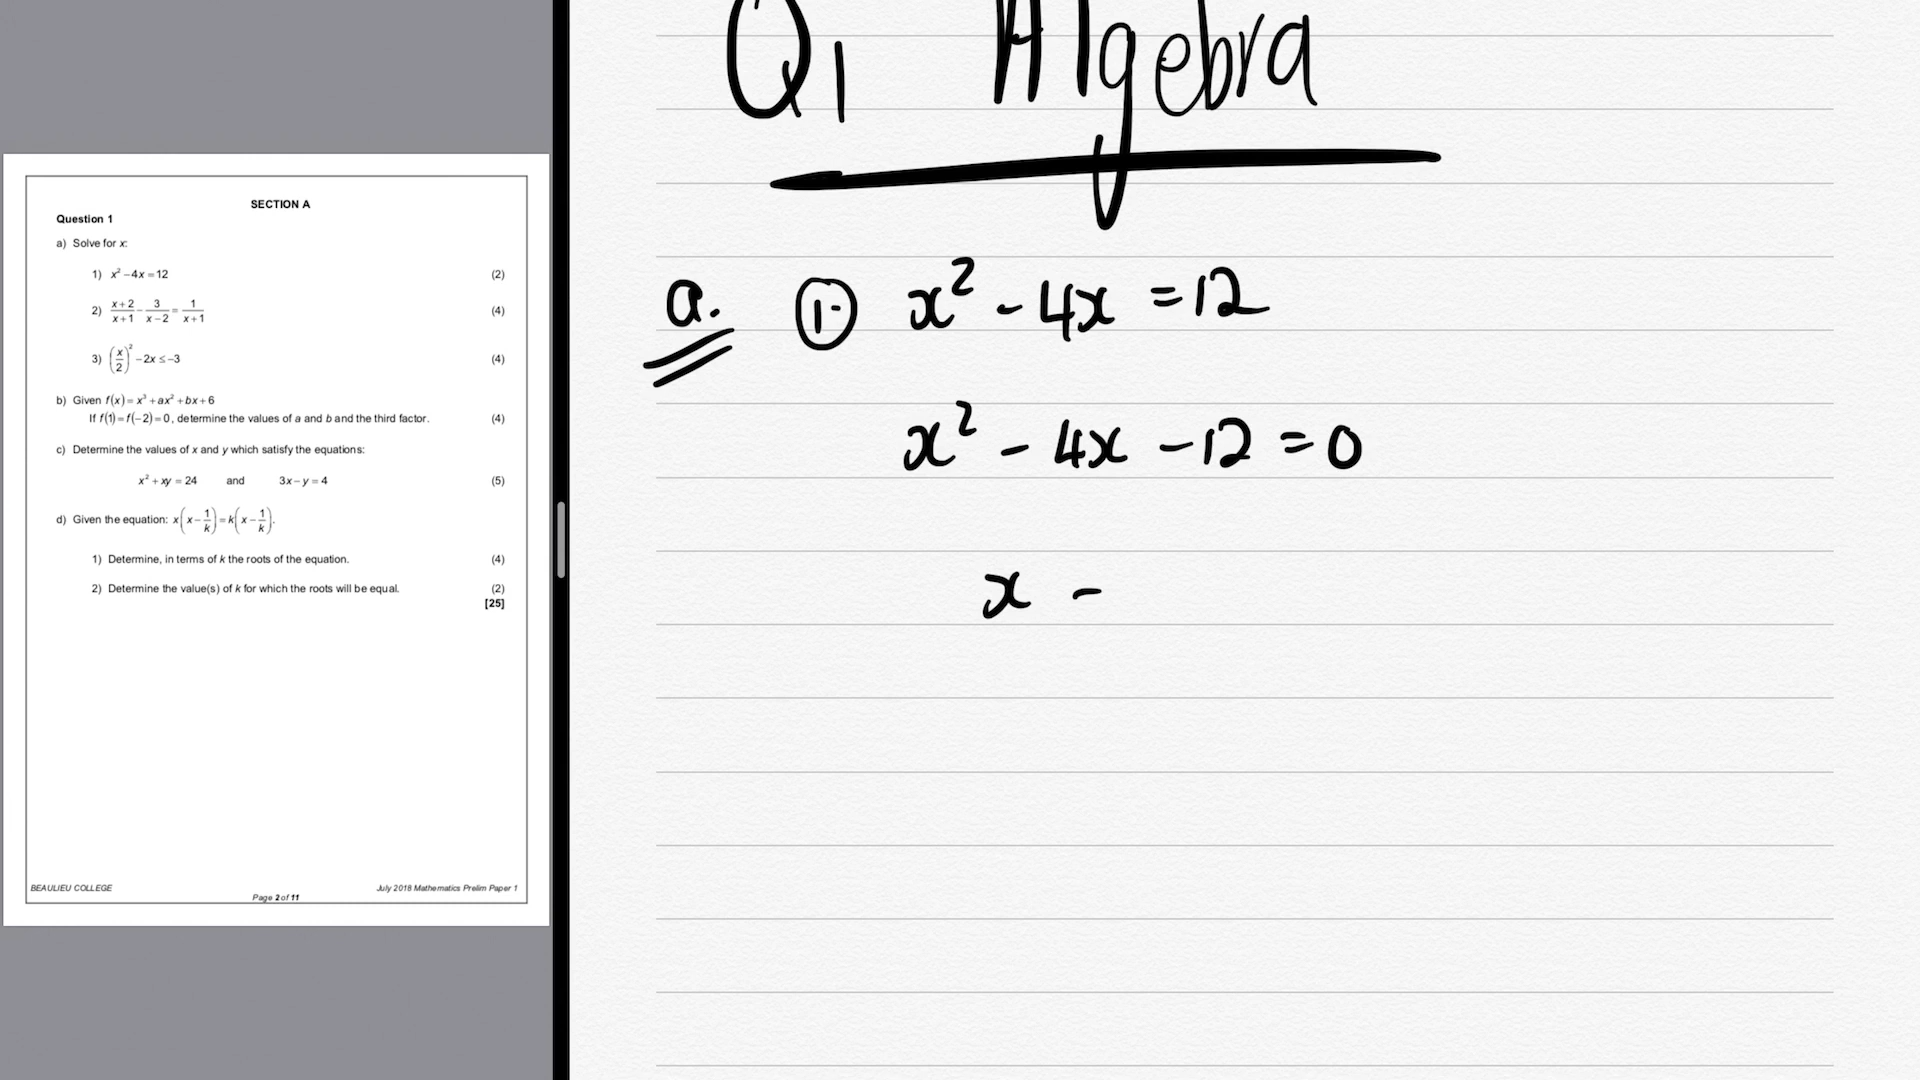 SECTION A
Question 1
a) Solve for x:
1) x² – 4x = 12 (2)
2) (x+2)/(x+1) – 3/(x–2) = 1/(x+1) (4)
3) (x/2)² – 2x ≤ –3 (4)
b) Given f(x) = x³ + ax² + bx + 6
If f(1) = f(–2) = 0, determine the values of a and b and the third factor. (4)
c) Determine the values of x and y which satisfy the equations:
x² + xy = 24 and 3x – y = 4 (5)
d) Given the equation: x(x – 1/k) = k(x – 1/k).
1) Determine, in terms of k the roots of the equation. (4)
2) Determine the value(s) of k for which the roots will be equal. (2)
[25]
BEAULIEU COLLEGE July 2018 Mathematics Prelim Paper 1
Page 2 of 11
Q1 Algebra
a. 1. x² - 4x = 12
x² - 4x - 12 = 0
x -